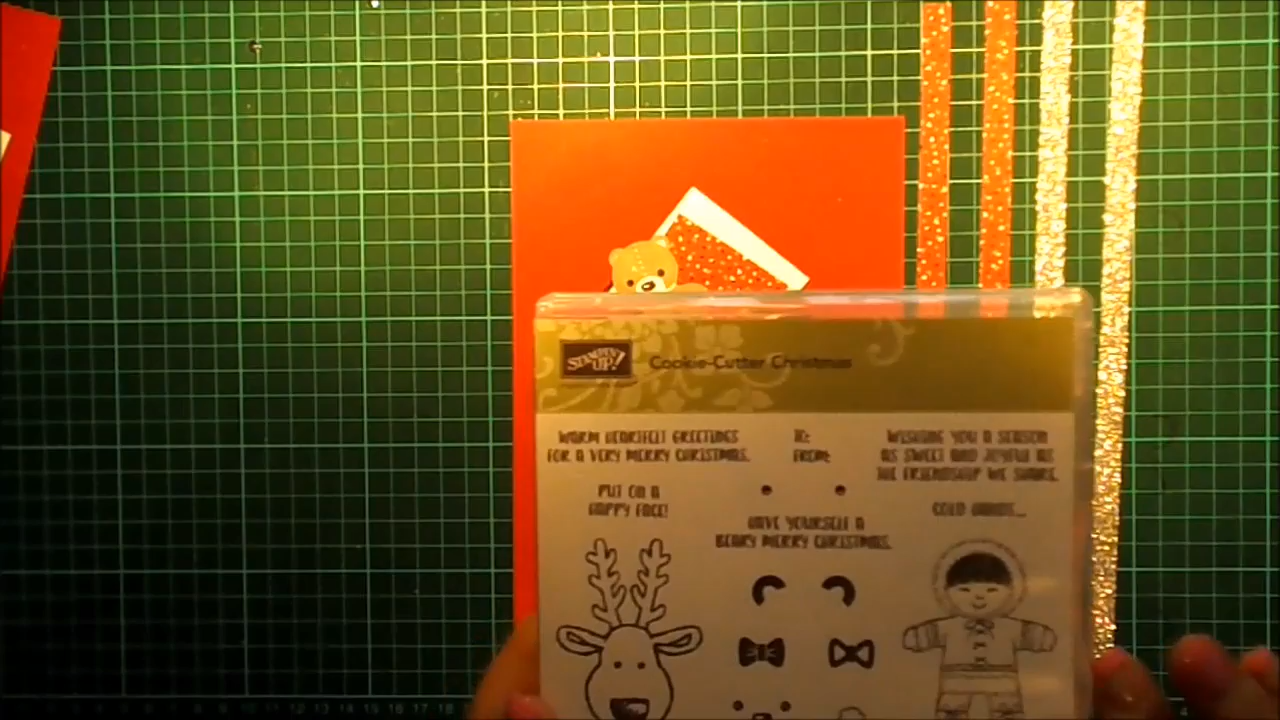 STAMPIN' UP!
Cookie-Cutter Christmas
WARM HEARTFELT GREETINGS
FOR A VERY MERRY CHRISTMAS.
TO:
FROM:
WISHING YOU A SEASON
AS SWEET AND JOYFUL AS
THE FRIENDSHIP WE SHARE.
PUT ON A
HAPPY FACE!
HAVE YOURSELF A
BEARY MERRY CHRISTMAS.
COLD HANDS...